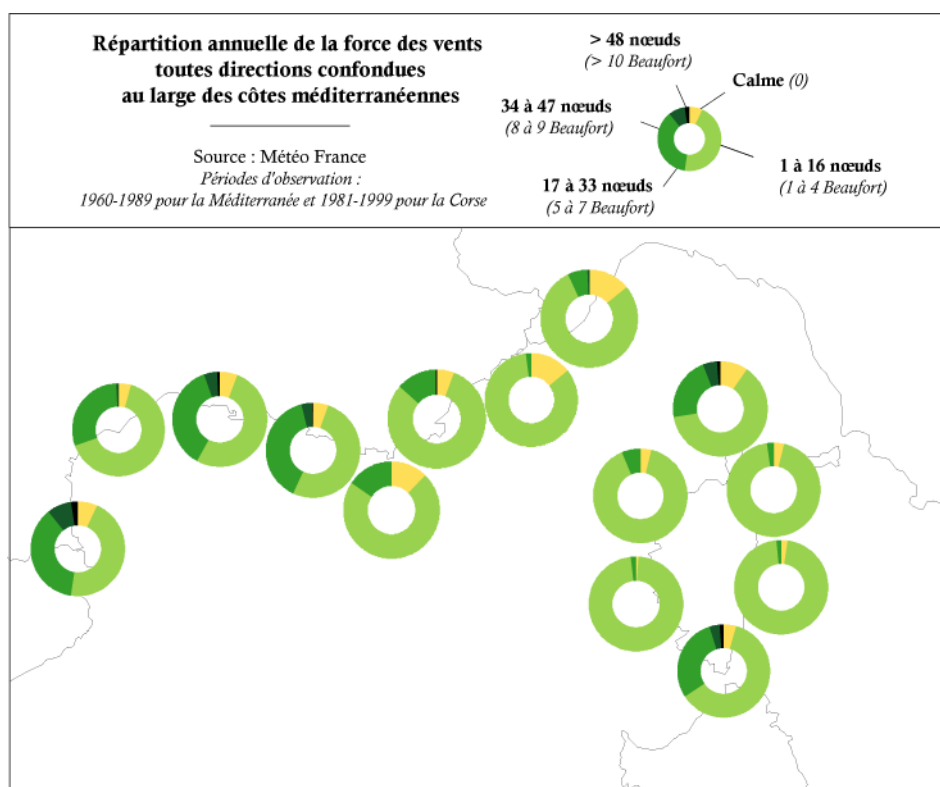 Répartition annuelle de la force des vents
toutes directions confondues
au large des côtes méditerranéennes
Source : Météo France
Périodes d'observation :
1960-1989 pour la Méditerranée et 1981-1999 pour la Corse
> 48 nœuds
(> 10 Beaufort)
Calme (0)
34 à 47 nœuds
(8 à 9 Beaufort)
1 à 16 nœuds
(1 à 4 Beaufort)
17 à 33 nœuds
(5 à 7 Beaufort)